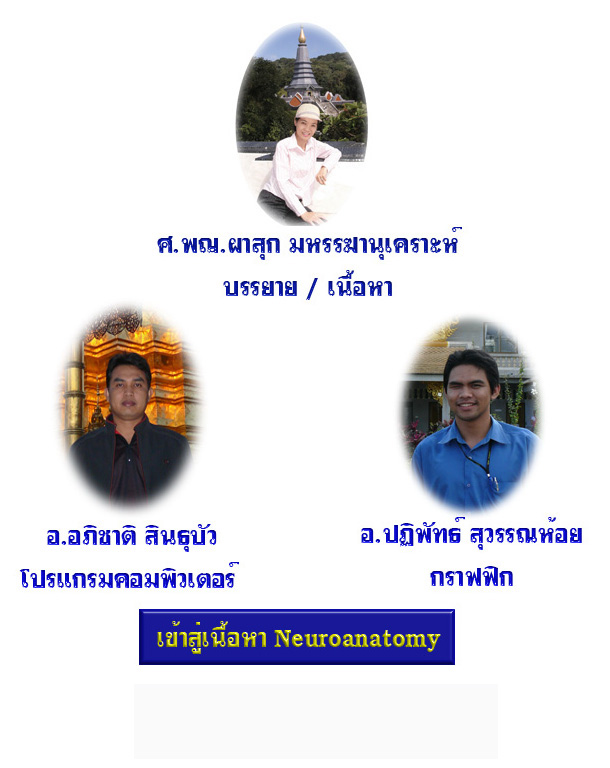 ศ.พญ.ผาสุก มหรรฆานุเคราะห์
บรรยาย / เนื้อหา
อ.อภิชาติ สินธุบัว
โปรแกรมคอมพิวเตอร์
อ.ปฏิพัทธ์ สุวรรณห้อย
กราฟฟิก
เข้าสู่เนื้อหา Neuroanatomy